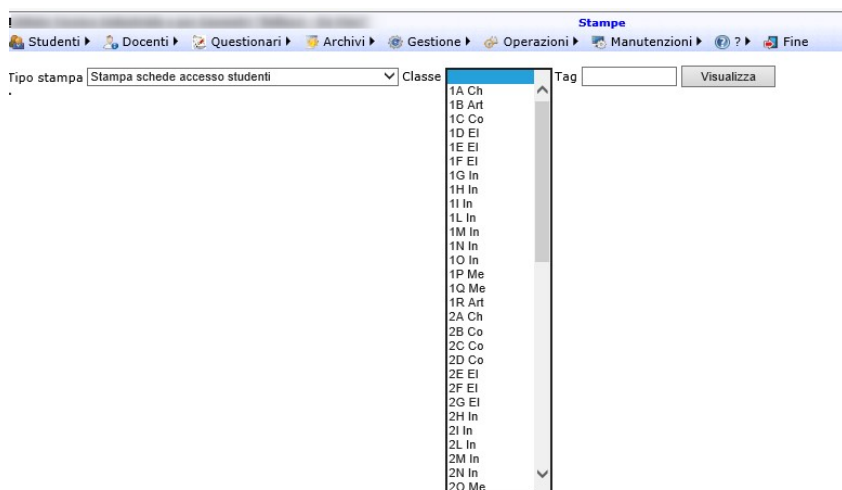 Stampe
Studenti Docenti Questionari Archivi Gestione Operazioni Manutenzioni ? Fine
Tipo stampa Stampa schede accesso studenti Classe Tag Visualizza
1A Ch
1B Art
1C Co
1D El
1E El
1F El
1G In
1H In
1I In
1L In
1M In
1N In
1O In
1P Me
1Q Me
1R Art
2A Ch
2B Co
2C Co
2D Co
2E El
2F El
2G El
2H In
2I In
2L In
2M In
2N In
2O Me